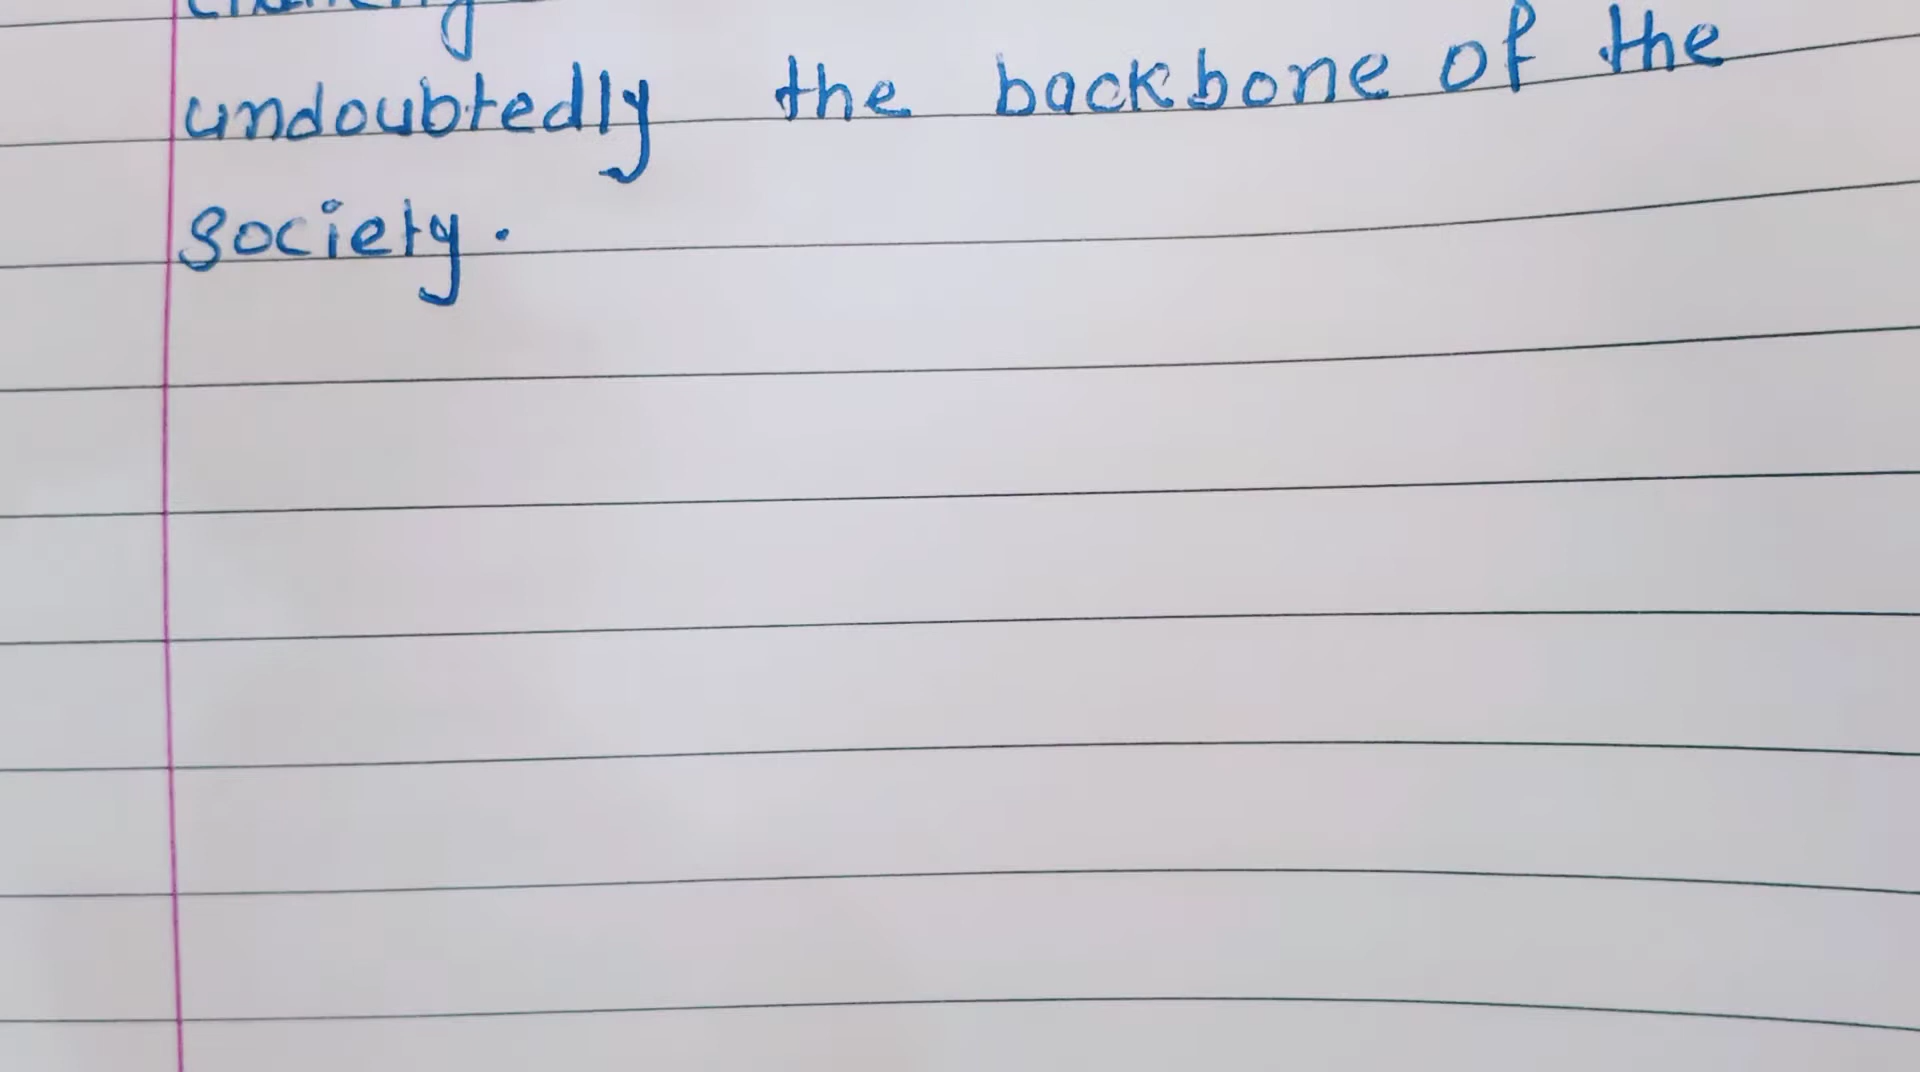 undoubtedly the backbone of the
society.